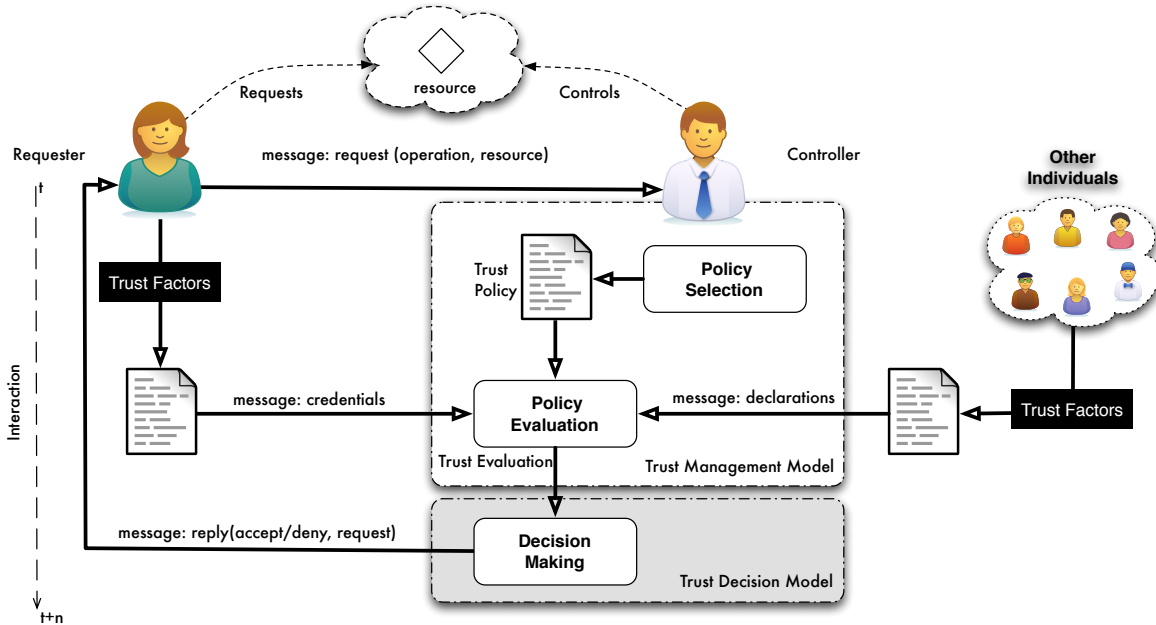 resource
Requests
Controls
Requester
message: request (operation, resource)
Controller
Other
Individuals
t
Trust Factors
Trust
Policy
Policy
Selection
Interaction
message: credentials
Policy
Evaluation
message: declarations
Trust Factors
Trust Evaluation
Trust Management Model
message: reply(accept/deny, request)
Decision
Making
Trust Decision Model
t+n